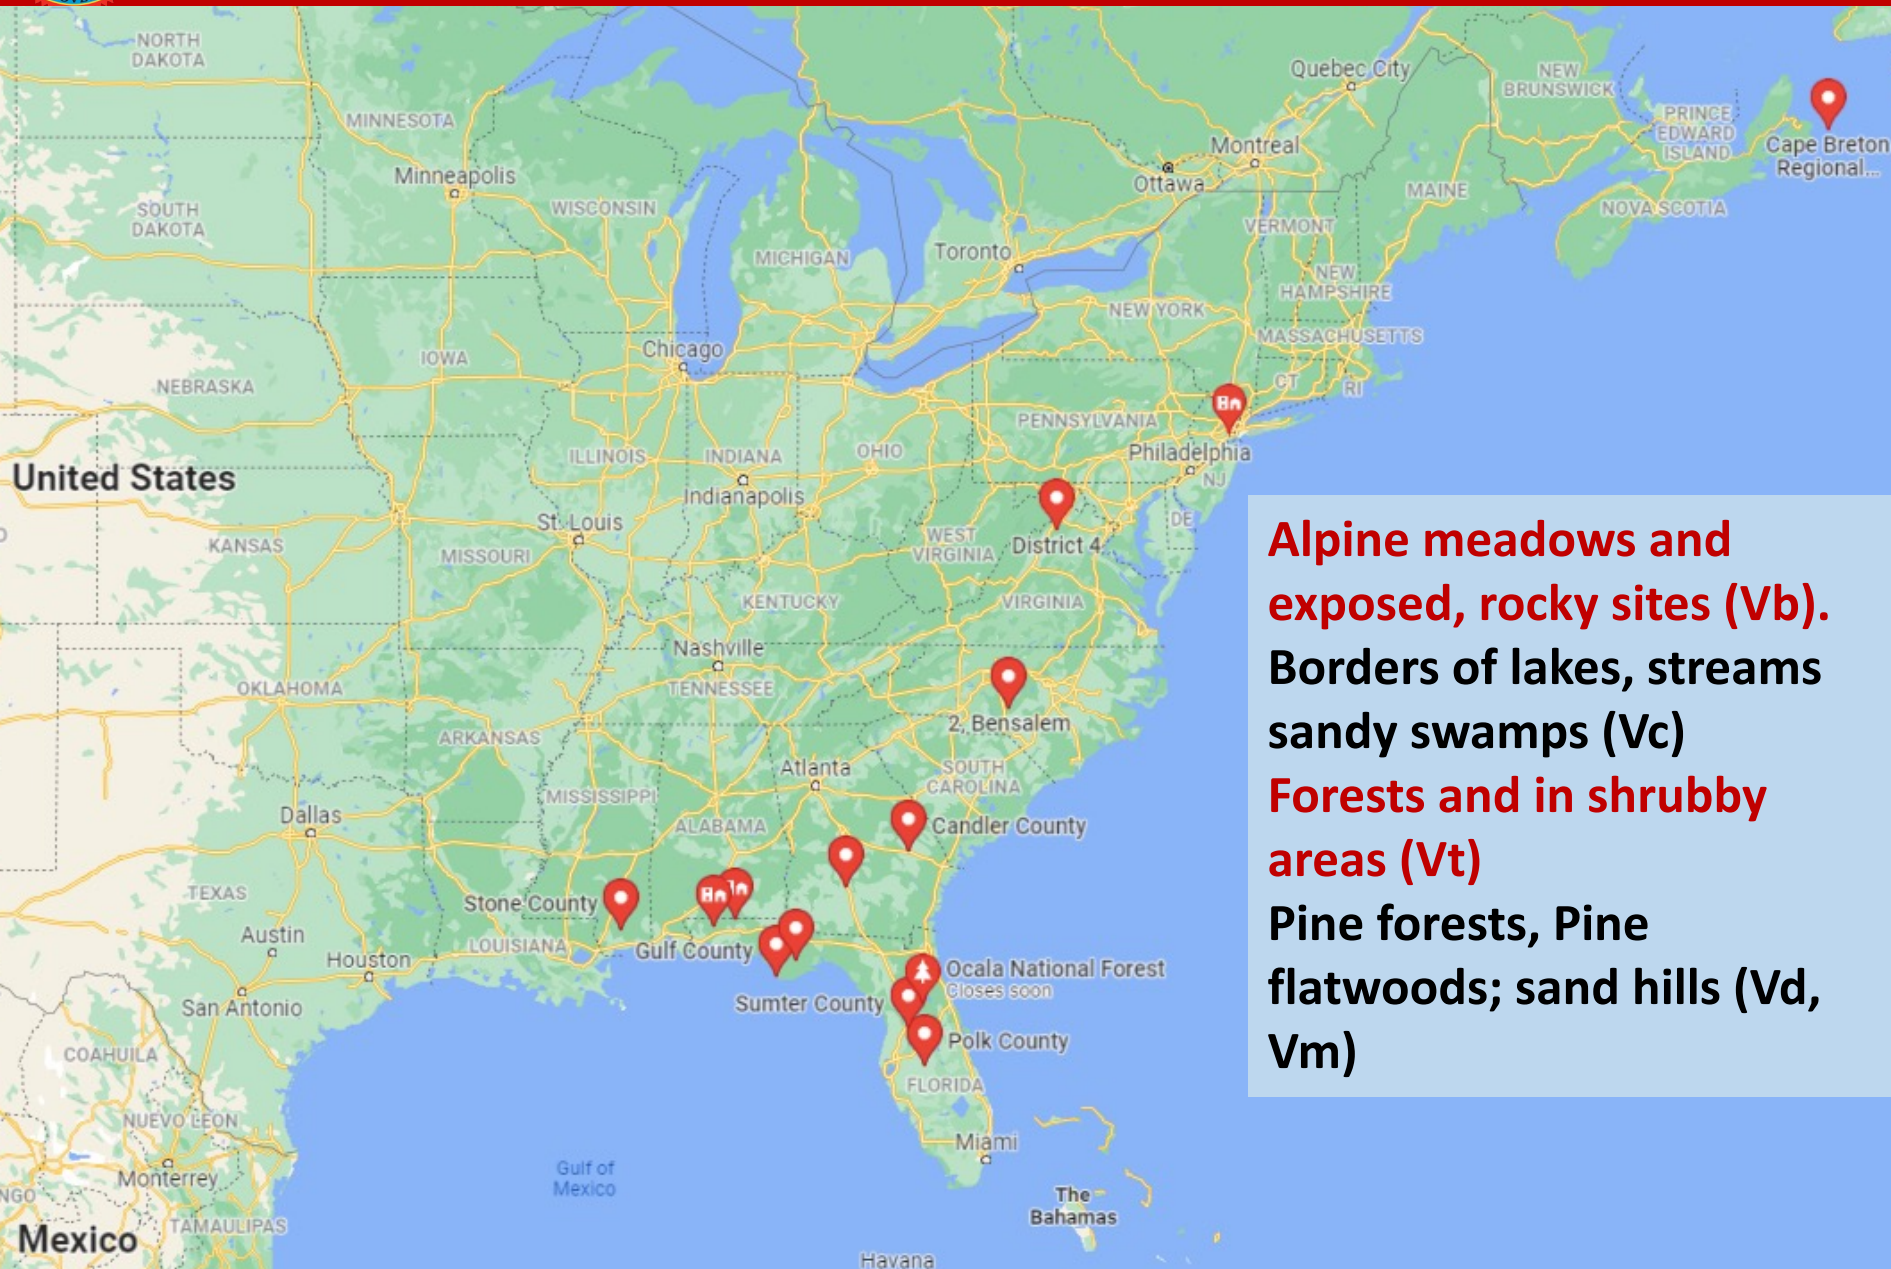 NORTH
DAKOTA
MINNESOTA
Minneapolis
SOUTH
DAKOTA
WISCONSIN
MICHIGAN
Toronto
Ottawa
Montreal
Quebec City
NEW
BRUNSWICK
PRINCE
EDWARD
ISLAND
Cape Breton
Regional...
NOVA SCOTIA
MAINE
VERMONT
NEW
HAMPSHIRE
NEW YORK
MASSACHUSETTS
CT
RI
IOWA
Chicago
NEBRASKA
PENNSYLVANIA
Philadelphia
NJ
OHIO
ILLINOIS
INDIANA
Indianapolis
United States
St. Louis
KANSAS
MISSOURI
WEST
VIRGINIA
District 4
DE
KENTUCKY
VIRGINIA
Nashville
TENNESSEE
OKLAHOMA
ARKANSAS
2, Bensalem
Atlanta
SOUTH
CAROLINA
MISSISSIPPI
ALABAMA
Candler County
Dallas
TEXAS
Stone County
Austin
Houston
LOUISIANA
Gulf County
San Antonio
Ocala National Forest
Closes soon
Sumter County
Polk County
FLORIDA
COAHUILA
NUEVO LEON
Monterrey
Miami
Gulf of
Mexico
The
Bahamas
NGO
TAMAULIPAS
Mexico
Havana
Alpine meadows and
exposed, rocky sites (Vb).
Borders of lakes, streams
sandy swamps (Vc)
Forests and in shrubby
areas (Vt)
Pine forests, Pine
flatwoods; sand hills (Vd,
Vm)